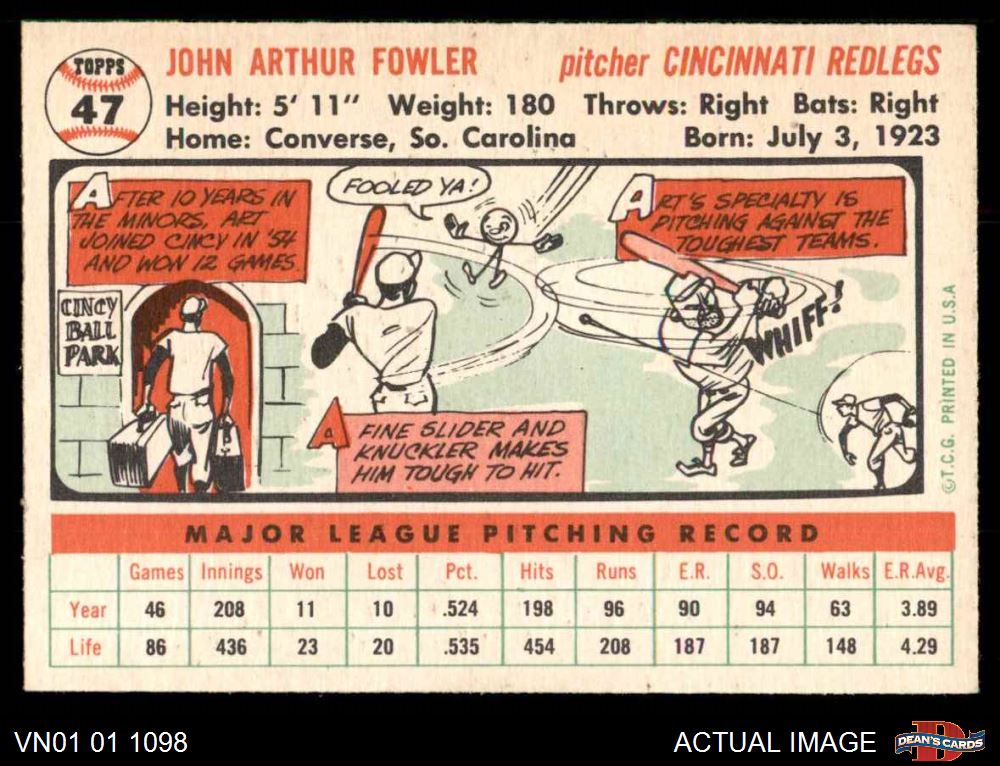 TOPPS
47
JOHN ARTHUR FOWLER pitcher CINCINNATI REDLEGS
Height: 5' 11" Weight: 180 Throws: Right Bats: Right
Home: Converse, So. Carolina Born: July 3, 1923
AFTER 10 YEARS IN
THE MINORS, ART
JOINED CINCY IN '54
AND WON 12 GAMES.
CINCY
BALL
PARK
FOOLED YA!
A FINE SLIDER AND
KNUCKLER MAKES
HIM TOUGH TO HIT.
ART'S SPECIALTY IS
PITCHING AGAINST THE
TOUGHEST TEAMS.
WHIFF!
©T.C.G. PRINTED IN U.S.A
MAJOR LEAGUE PITCHING RECORD
Games Innings Won Lost Pct. Hits Runs E.R. S.O. Walks E.R.Avg.
Year 46 208 11 10 .524 198 96 90 94 63 3.89
Life 86 436 23 20 .535 454 208 187 187 148 4.29
VN01 01 1098
ACTUAL IMAGE
D
DEAN'S CARDS